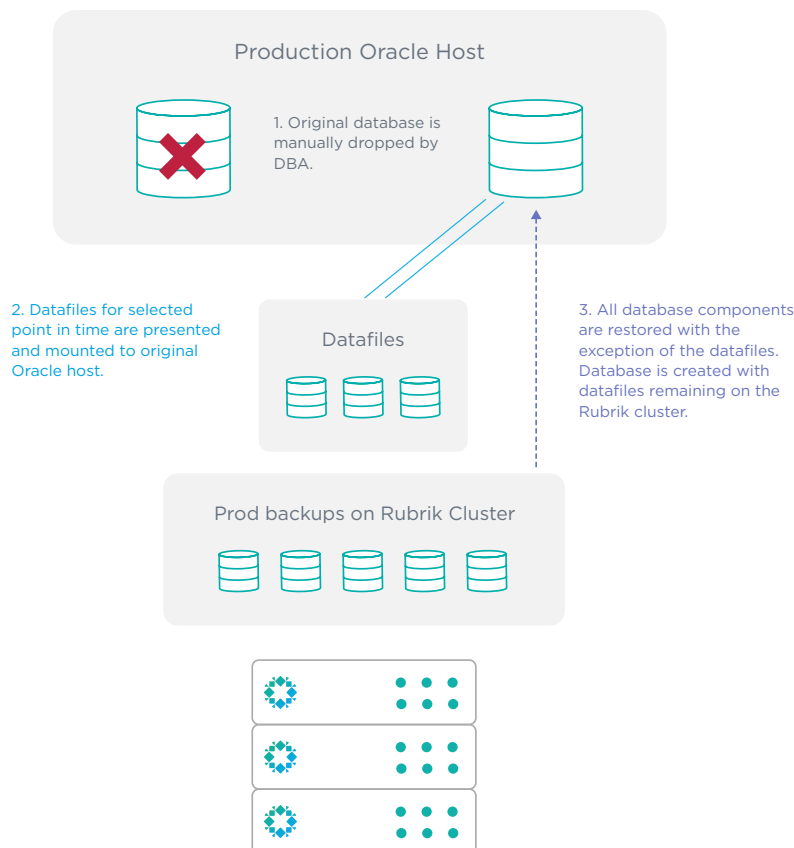 Production Oracle Host
1. Original database is
manually dropped by
DBA.
2. Datafiles for selected
point in time are presented
and mounted to original
Oracle host.
Datafiles
3. All database components
are restored with the
exception of the datafiles.
Database is created with
datafiles remaining on the
Rubrik cluster.
Prod backups on Rubrik Cluster